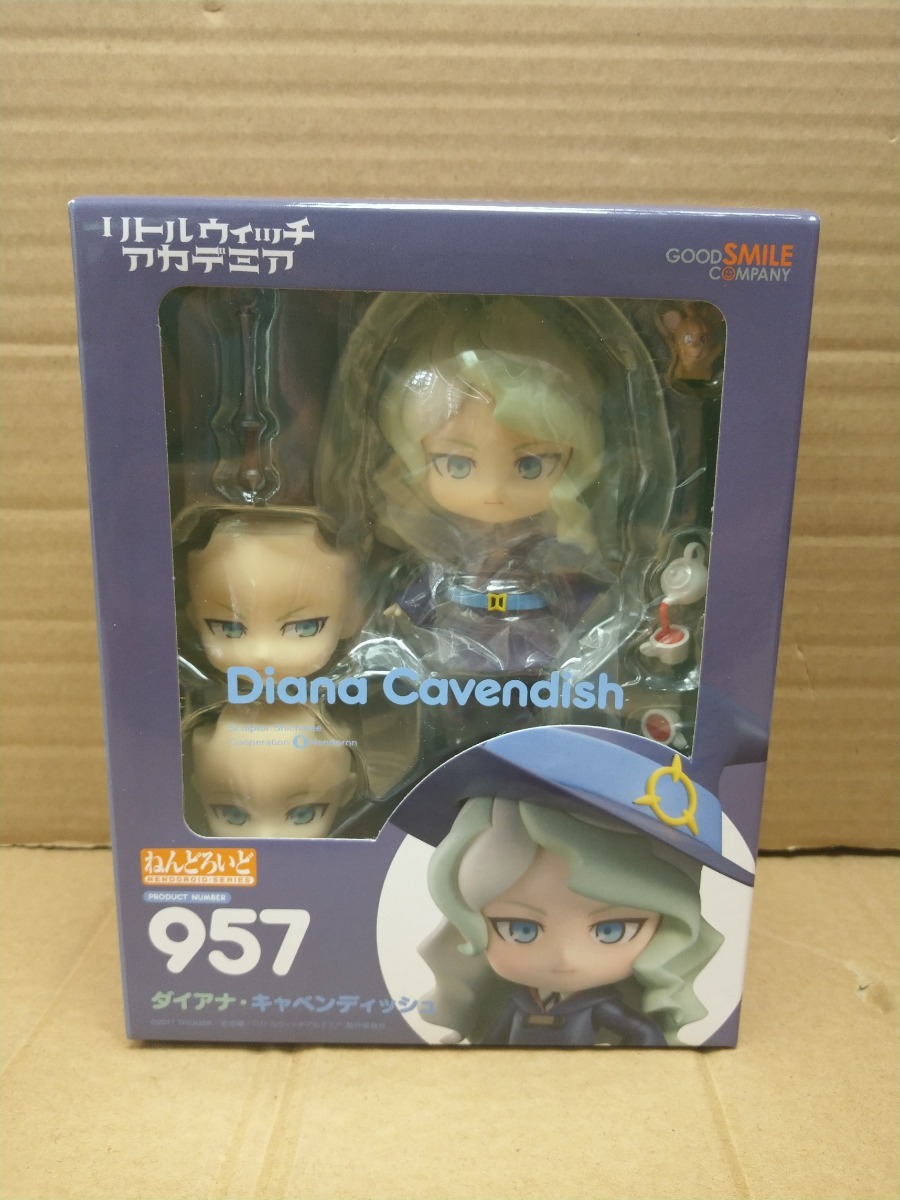 リトルウィッチ
アカデミア
GOOD SMILE
COMPANY
Diana Cavendish
Cooperation: Nendoron
ねんどろいど
NENDOROID·SERIES
PRODUCT NUMBER
957
ダイアナ・キャベンディッシュ